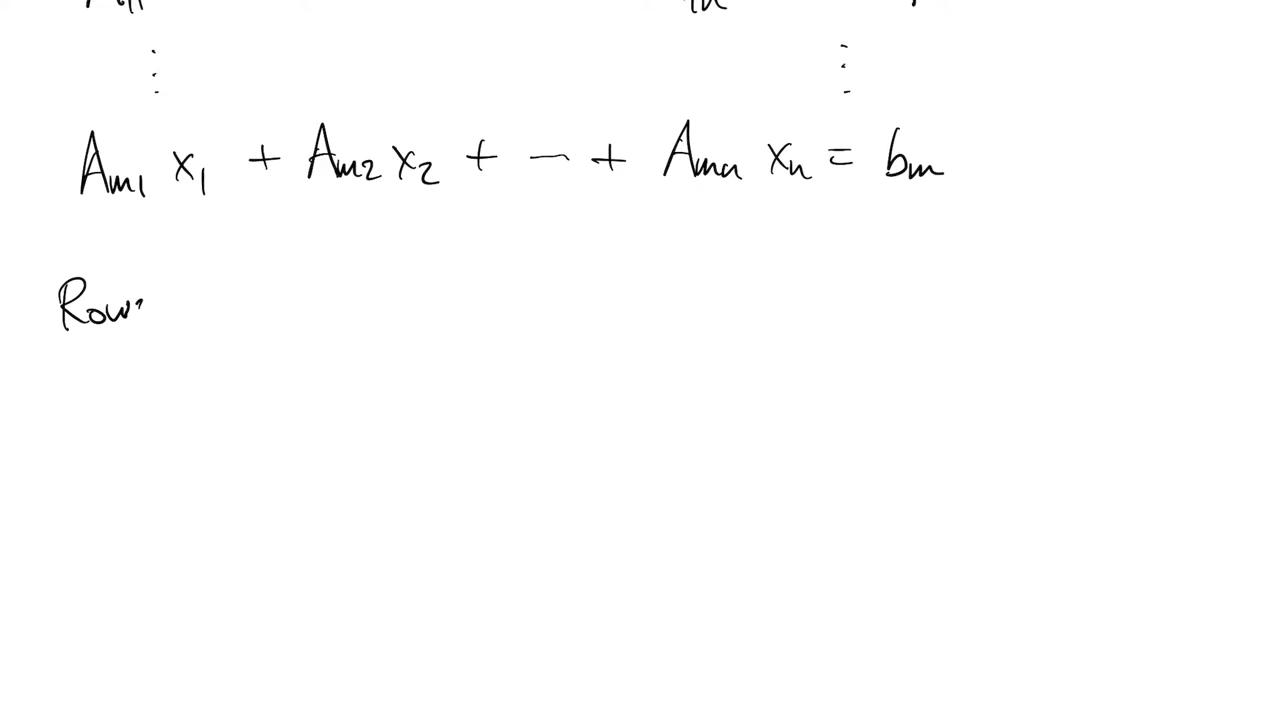 ⋮ ⋮
Am1 x1 + Am2 x2 + ⋯ + Amn xn = bm
Row